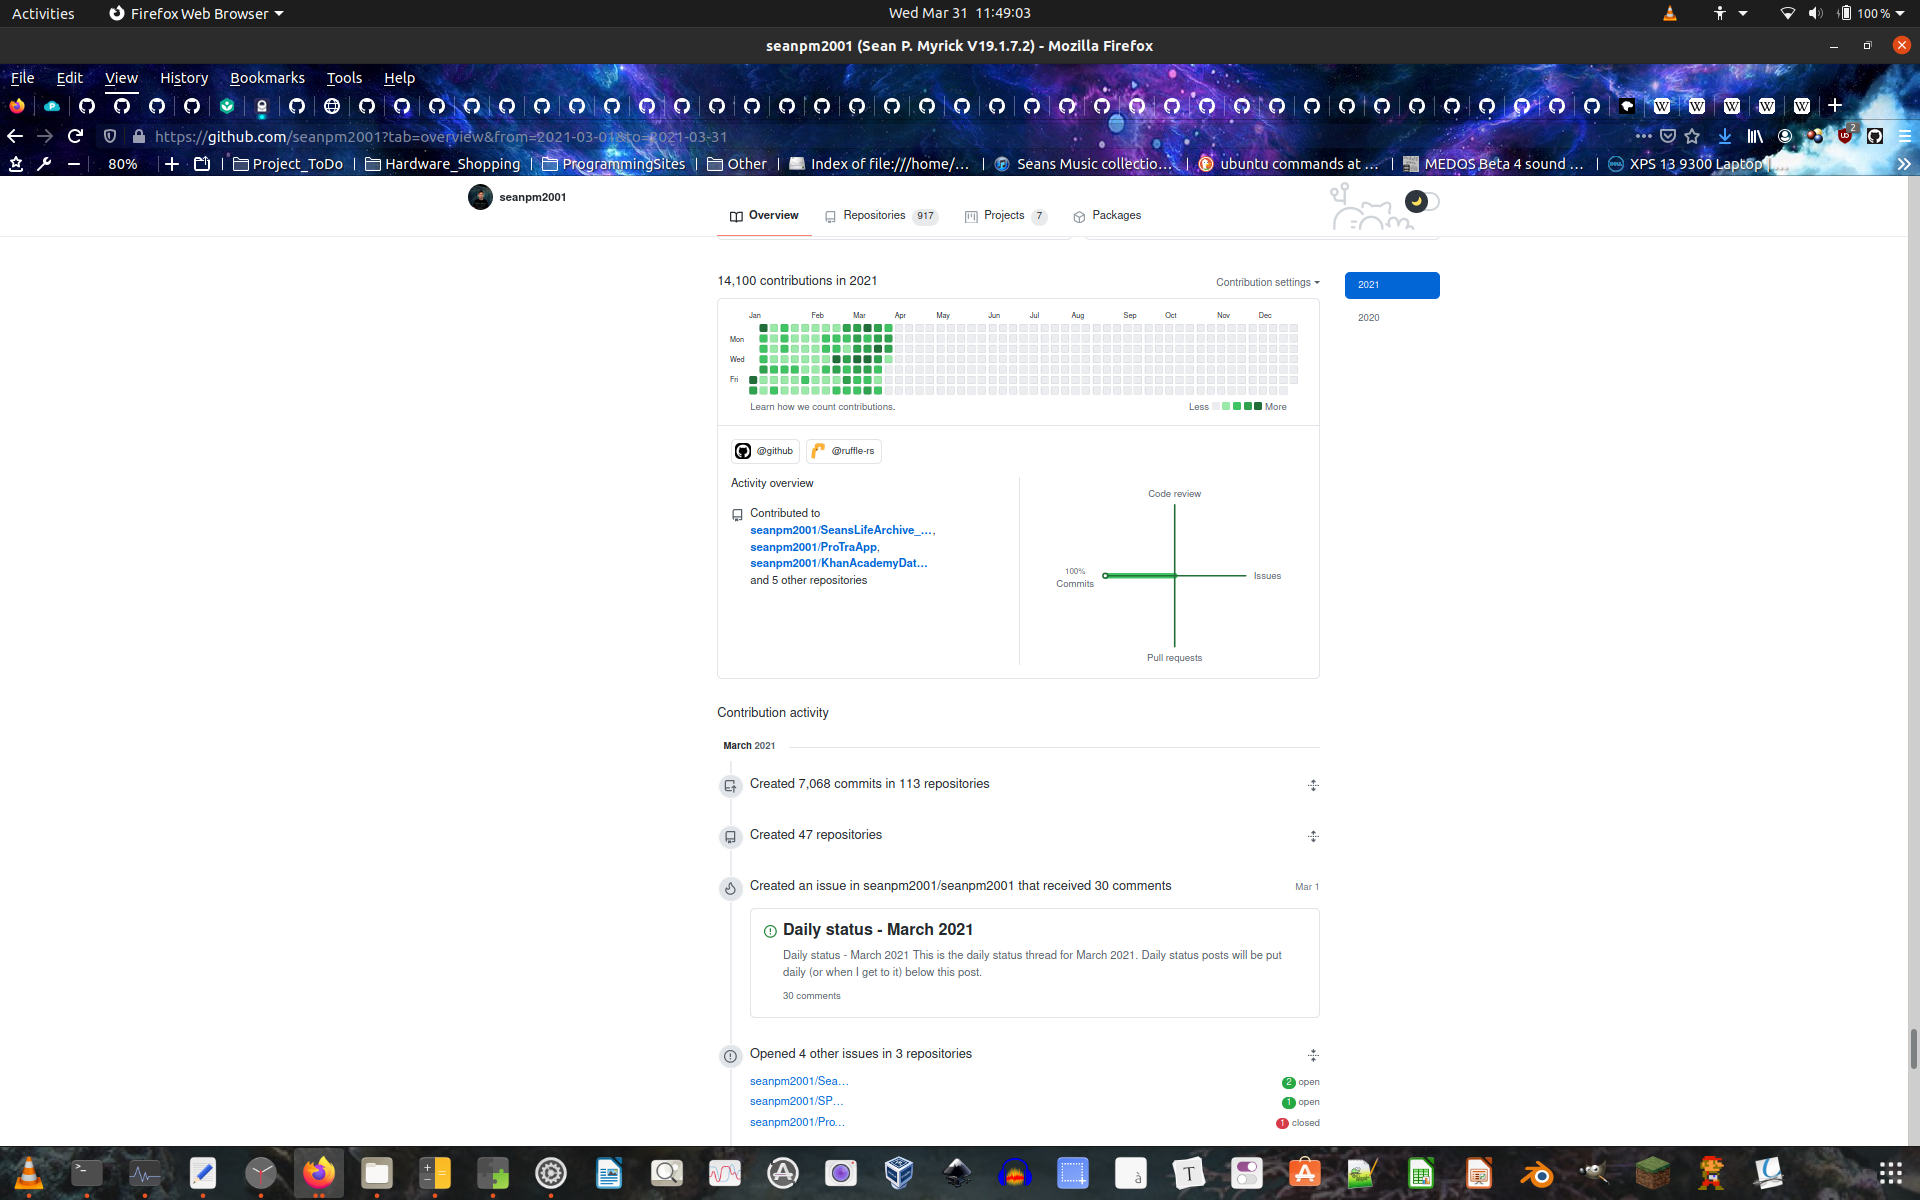 Activities Firefox Web Browser Wed Mar 31 11:49:03 100 %
seanpm2001 (Sean P. Myrick V19.1.7.2) - Mozilla Firefox
File Edit View History Bookmarks Tools Help
https://github.com/seanpm2001?tab=overview&from=2021-03-01&to=2021-03-31
80% Project_ToDo Hardware_Shopping ProgrammingSites Other Index of file:///home/... Seans Music collectio... ubuntu commands at ... MEDOS Beta 4 sound ... XPS 13 9300 Laptop |...
seanpm2001
Overview Repositories 917 Projects 7 Packages
14,100 contributions in 2021 Contribution settings 2021
2020
Jan Feb Mar Apr May Jun Jul Aug Sep Oct Nov Dec
Mon
Wed
Fri
Learn how we count contributions. Less More
@github @ruffle-rs
Activity overview
Contributed to
seanpm2001/SeansLifeArchive_...,
seanpm2001/ProTraApp,
seanpm2001/KhanAcademyDat...
and 5 other repositories
Code review
100%
Commits
Issues
Pull requests
Contribution activity
March 2021
Created 7,068 commits in 113 repositories
Created 47 repositories
Created an issue in seanpm2001/seanpm2001 that received 30 comments Mar 1
Daily status - March 2021
Daily status - March 2021 This is the daily status thread for March 2021. Daily status posts will be put
daily (or when I get to it) below this post.
30 comments
Opened 4 other issues in 3 repositories
seanpm2001/Sea... 2 open
seanpm2001/SP... 1 open
seanpm2001/Pro... 1 closed